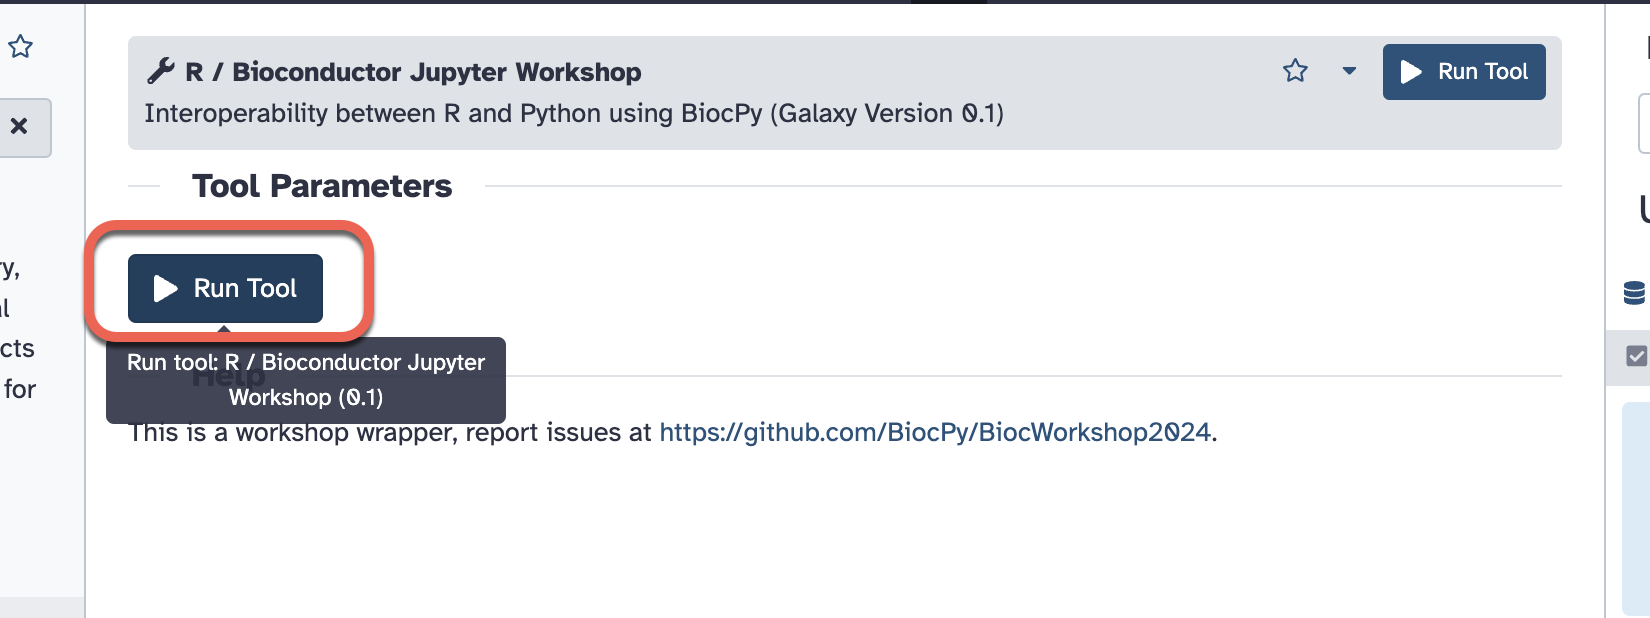 R / Bioconductor Jupyter Workshop
Run Tool
Interoperability between R and Python using BiocPy (Galaxy Version 0.1)
Tool Parameters
Run Tool
Run tool: R / Bioconductor Jupyter
Workshop (0.1)
Help
This is a workshop wrapper, report issues at https://github.com/BiocPy/BiocWorkshop2024.
for